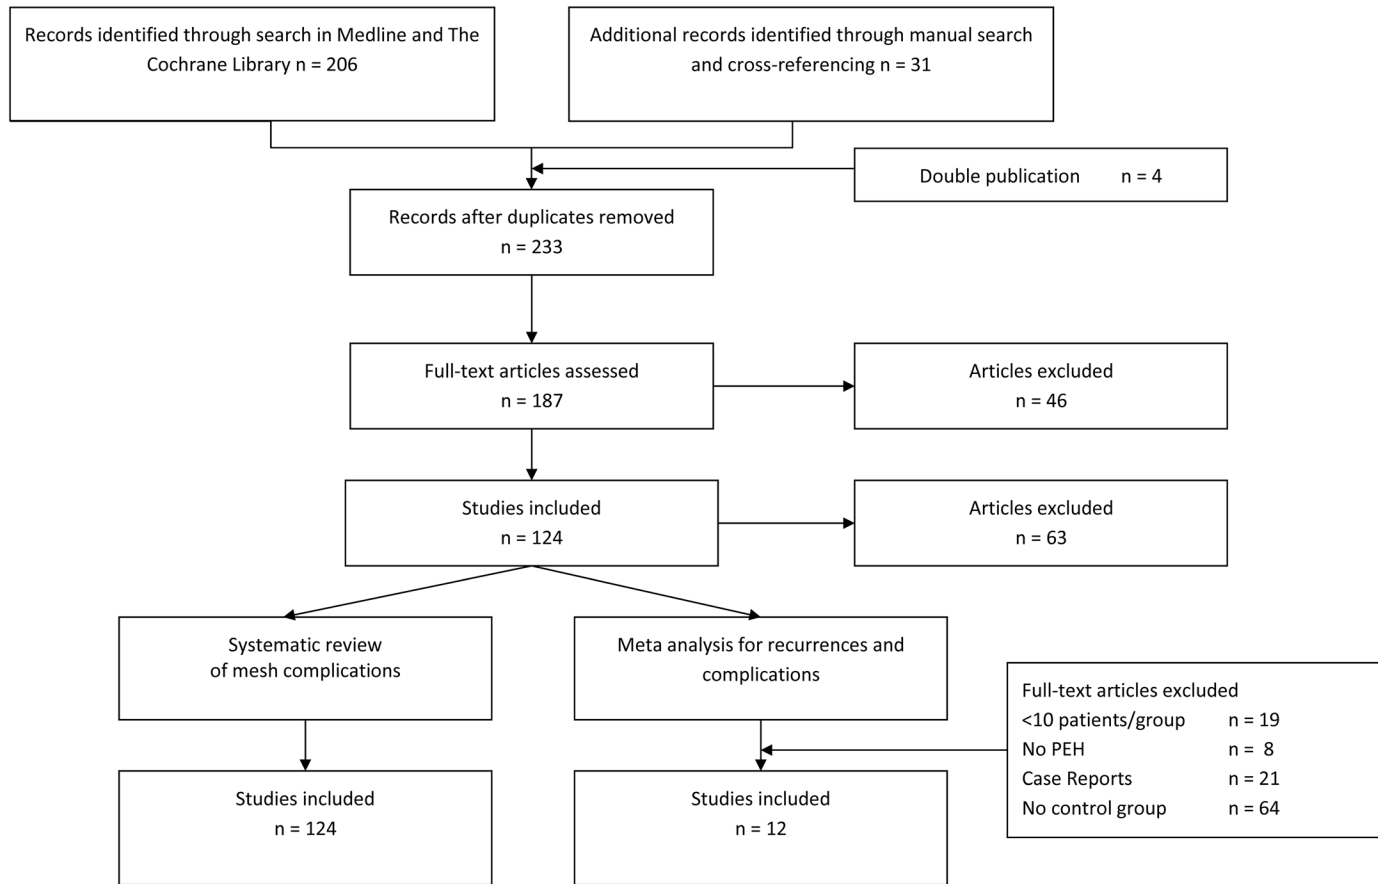 Records identified through search in Medline and The
Cochrane Library n = 206
Additional records identified through manual search
and cross-referencing n = 31
Double publication n = 4
Records after duplicates removed
n = 233
Full-text articles assessed
n = 187
Articles excluded
n = 46
Studies included
n = 124
Articles excluded
n = 63
Systematic review
of mesh complications
Meta analysis for recurrences and
complications
Full-text articles excluded
<10 patients/group n = 19
No PEH n = 8
Case Reports n = 21
No control group n = 64
Studies included
n = 124
Studies included
n = 12